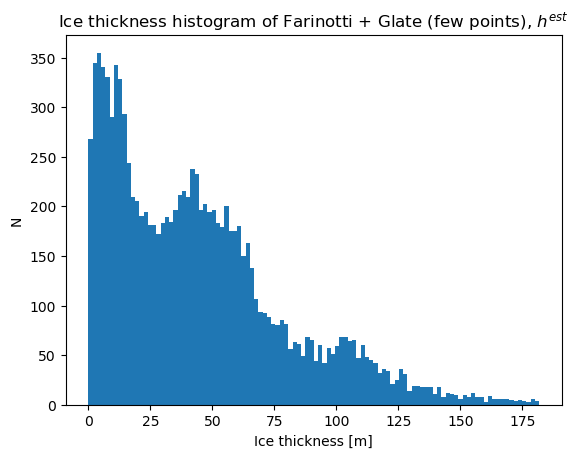 Ice thickness histogram of Farinotti + Glate (few points), h^est
350
300
250
200
150
100
50
0
N
0 25 50 75 100 125 150 175
Ice thickness [m]